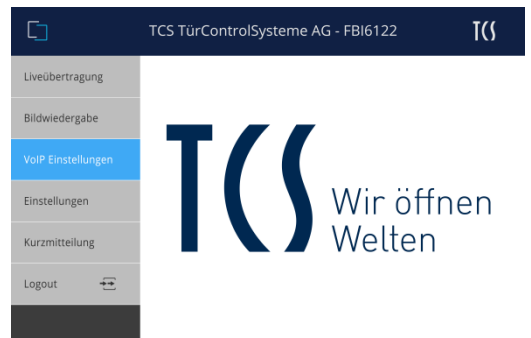 TCS TürControlSysteme AG - FBI6122
TCS
Liveübertragung
Bildwiedergabe
VoIP Einstellungen
Einstellungen
Kurzmitteilung
Logout
TCS
Wir öffnen
Welten